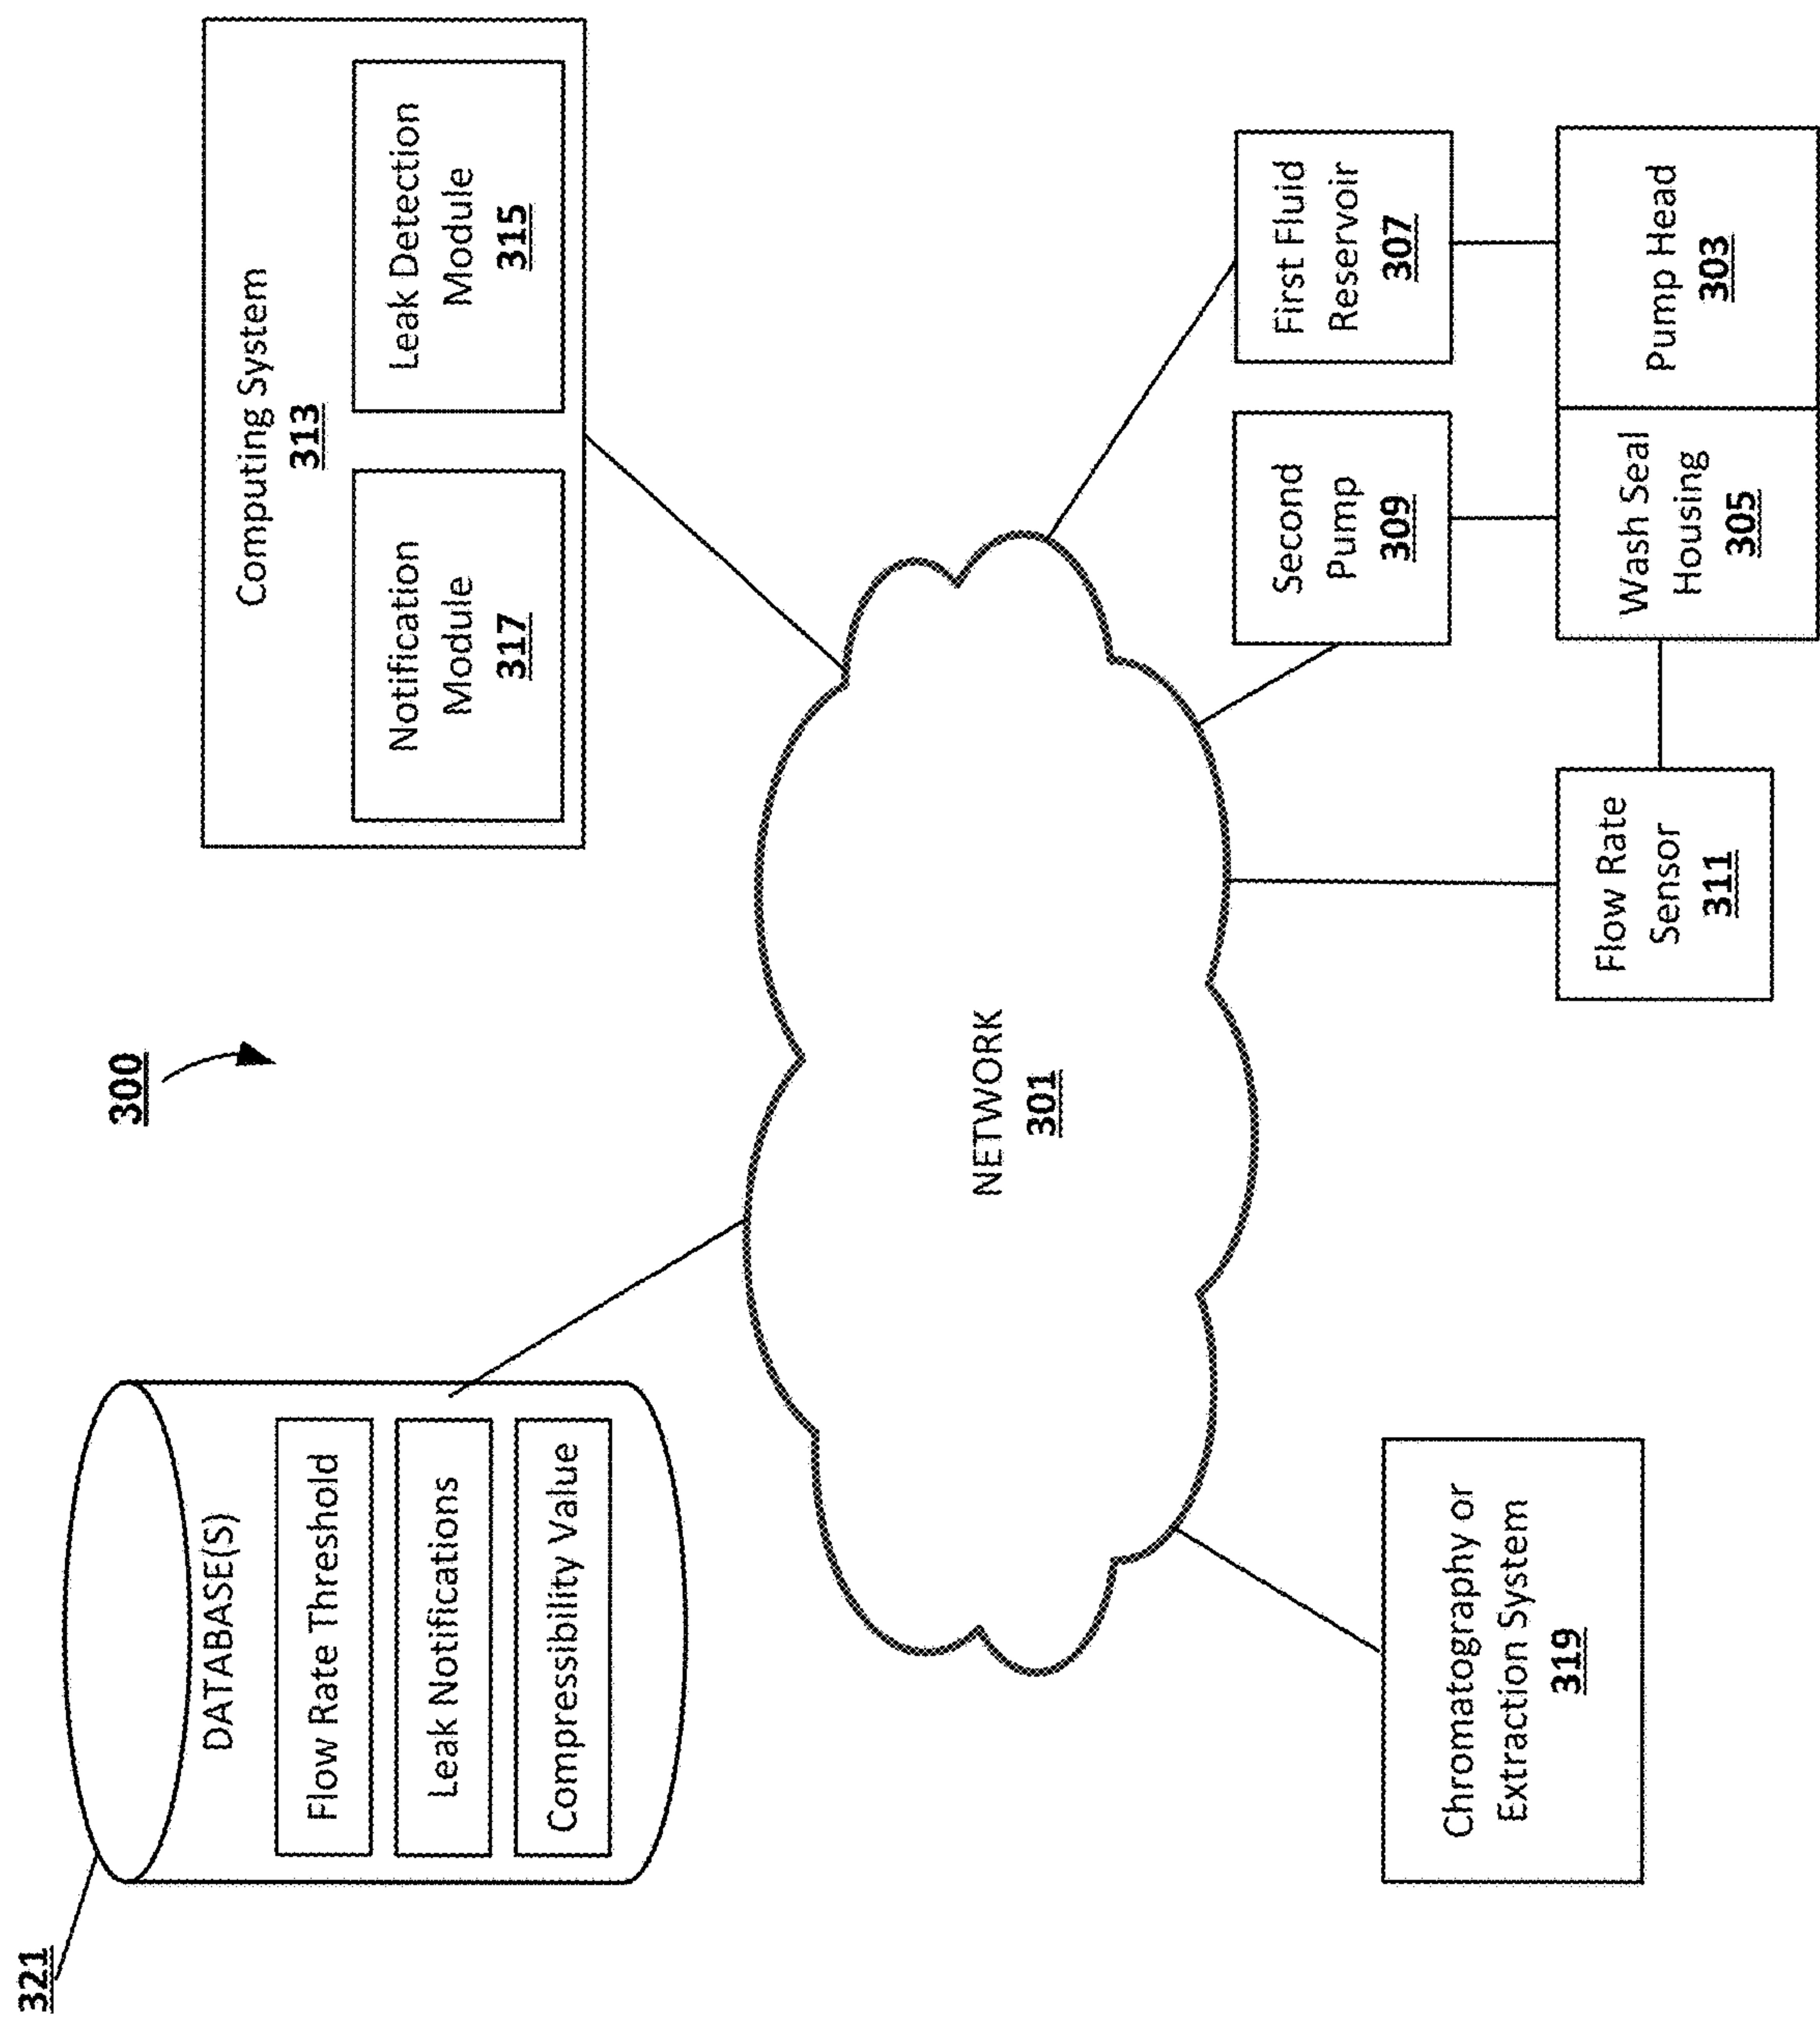 300
321
DATABASE(S)
Flow Rate Threshold
Leak Notifications
Compressibility Value
Computing System
313
Notification
Module
317
Leak Detection
Module
315
NETWORK
301
Chromatography or
Extraction System
319
Flow Rate
Sensor
311
Second
Pump
309
First Fluid
Reservoir
307
Wash Seal
Housing
305
Pump Head
303